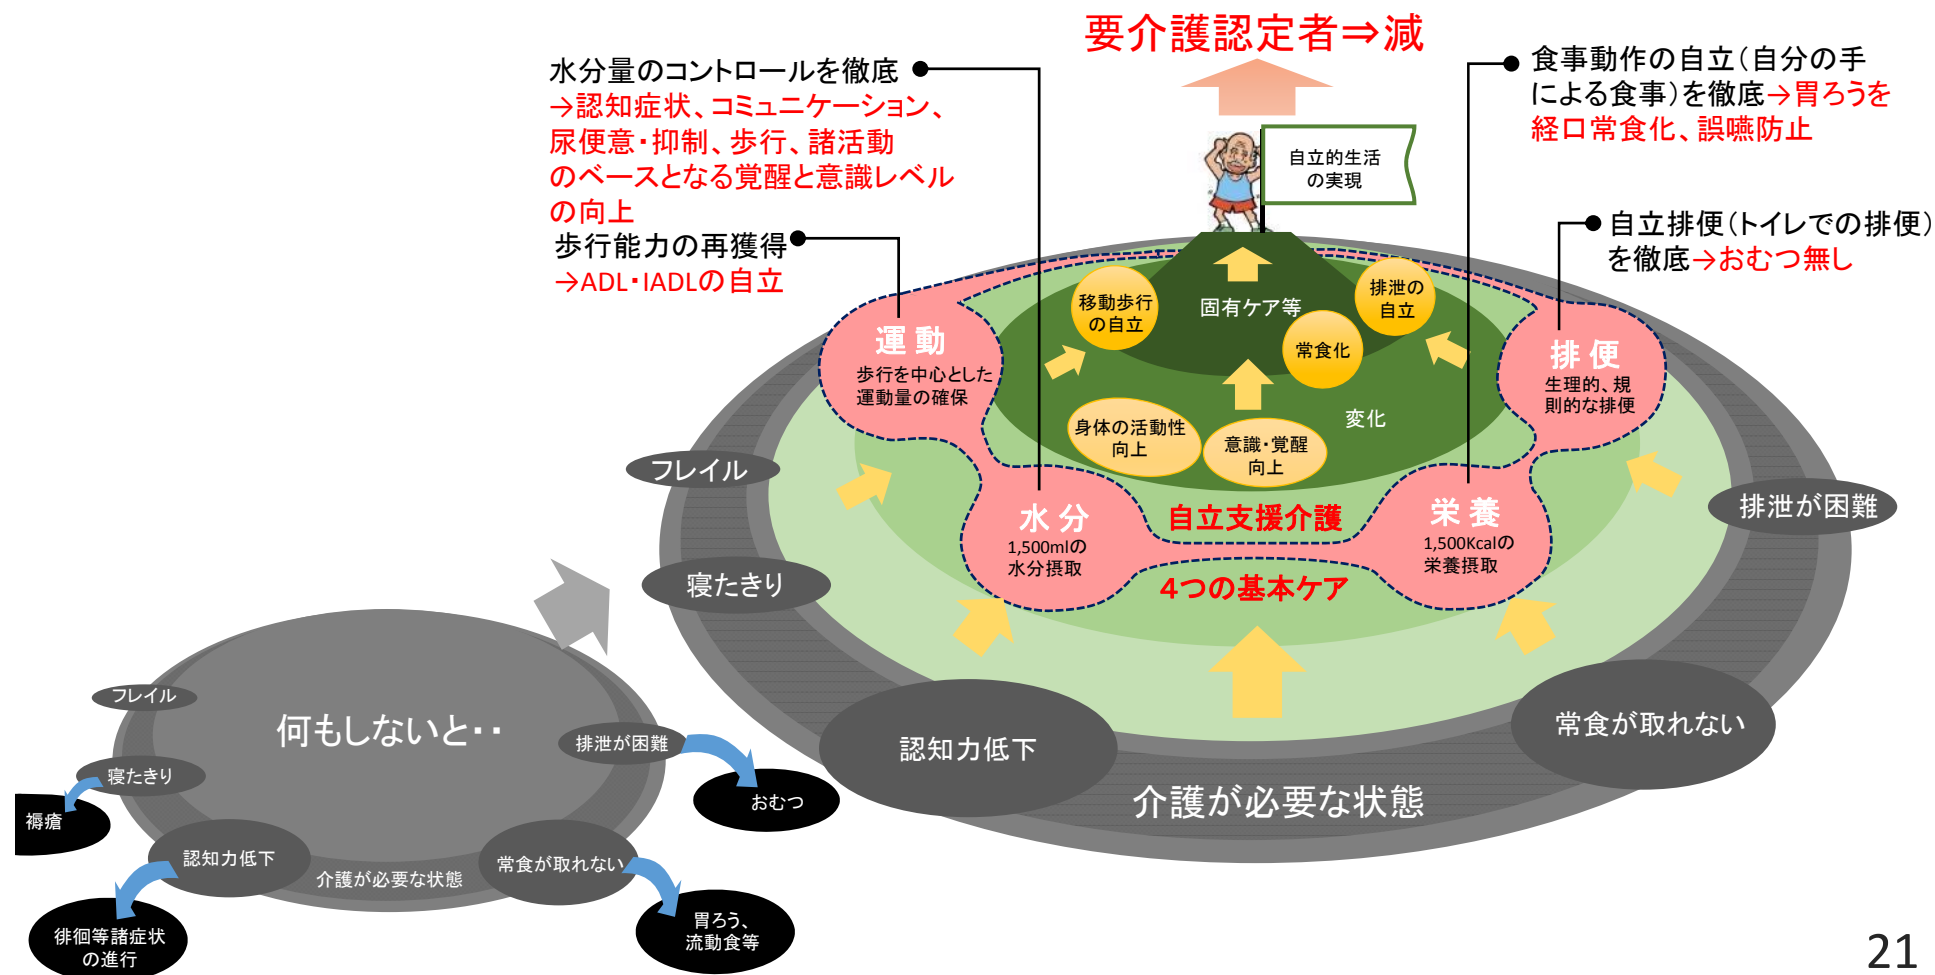 要介護認定者⇒減
水分量のコントロールを徹底
→認知症状、コミュニケーション、
尿便意・抑制、歩行、諸活動
のベースとなる覚醒と意識レベル
の向上
歩行能力の再獲得
→ADL・IADLの自立
食事動作の自立(自分の手
による食事)を徹底→胃ろうを
経口常食化、誤嚥防止
自立排便(トイレでの排便)
を徹底→おむつ無し
自立的生活
の実現
移動歩行
の自立
固有ケア等
排泄の
自立
常食化
身体の活動性
向上
意識・覚醒
向上
変化
運動
歩行を中心とした
運動量の確保
排便
生理的、規
則的な排便
水分
1,500mlの
水分摂取
自立支援介護
栄養
1,500Kcalの
栄養摂取
4つの基本ケア
フレイル
寝たきり
排泄が困難
認知力低下
常食が取れない
介護が必要な状態
何もしないと・・
フレイル
寝たきり
褥瘡
排泄が困難
おむつ
認知力低下
介護が必要な状態
常食が取れない
徘徊等諸症状
の進行
胃ろう、
流動食等
21